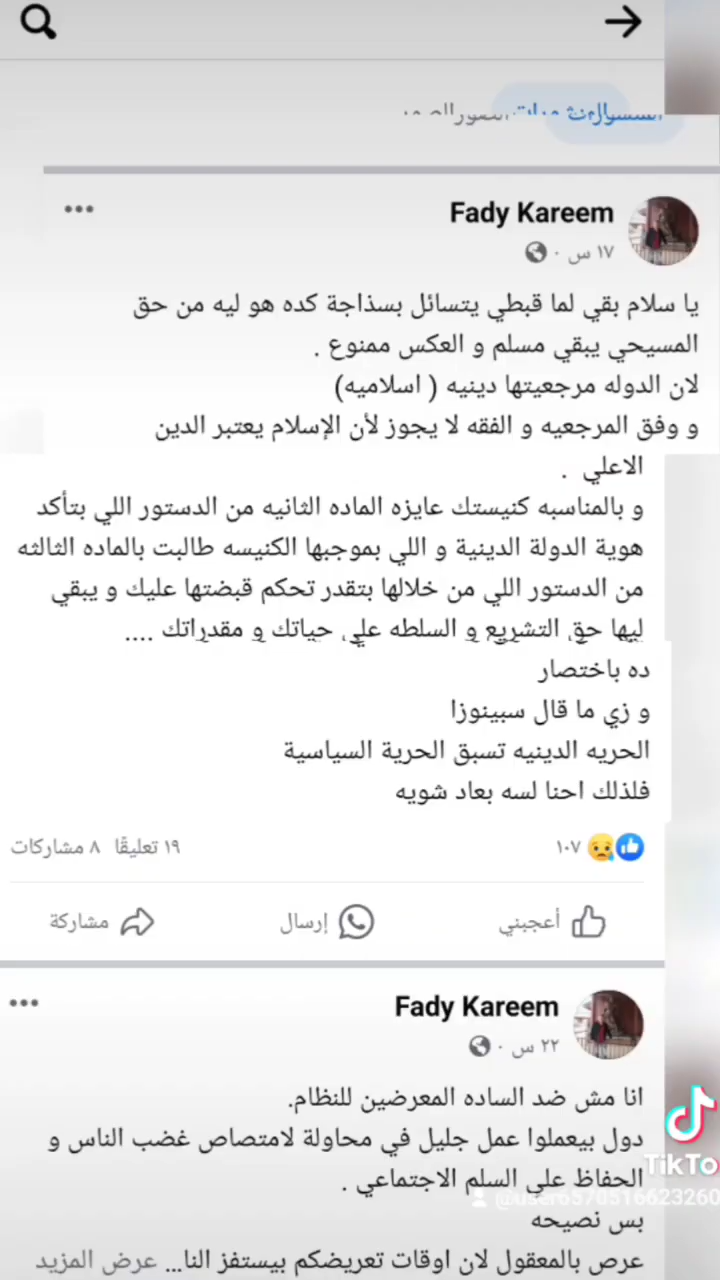 Fady Kareem
١٧ س ·
يا سلام بقي لما قبطي يتسائل بسذاجة كده هو ليه من حق
المسيحي يبقي مسلم و العكس ممنوع .
لان الدوله مرجعيتها دينيه ( اسلاميه)
و وفق المرجعيه و الفقه لا يجوز لأن الإسلام يعتبر الدين
الاعلي .
و بالمناسبه كنيستك عايزه الماده الثانيه من الدستور اللي بتأكد
هوية الدولة الدينية و اللي بموجبها الكنيسه طالبت بالماده الثالثه
من الدستور اللي من خلالها بتقدر تحكم قبضتها عليك و يبقي
ليها حق التشريع و السلطه علي حياتك و مقدراتك ....
ده باختصار
و زي ما قال سبينوزا
الحريه الدينيه تسبق الحرية السياسية
فلذلك احنا لسه بعاد شويه
١٠٧
١٩ تعليقًا ٨ مشاركات
أعجبني
إرسال
مشاركة
Fady Kareem
٢٢ س ·
انا مش ضد الساده المعرضين للنظام.
دول بيعملوا عمل جليل في محاولة لامتصاص غضب الناس و
الحفاظ على السلم الاجتماعي .
بس نصيحه
عرص بالمعقول لان اوقات تعريضكم بيستفز النا... عرض المزيد
TikTo